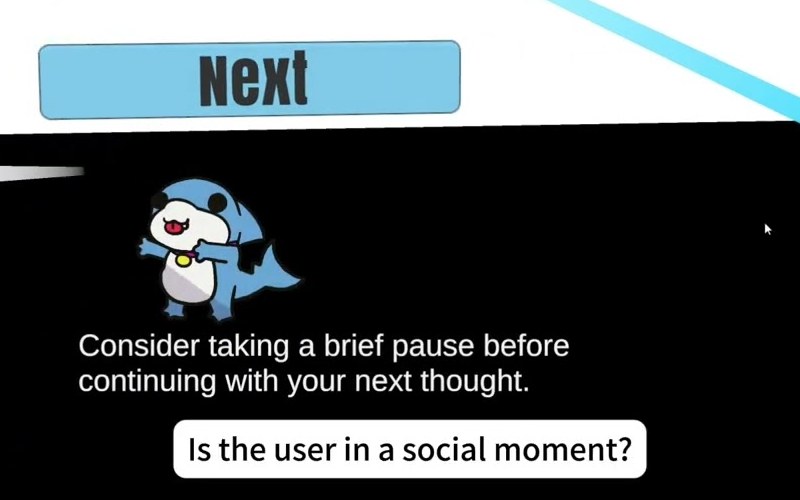 Next
Consider taking a brief pause before
continuing with your next thought.
Is the user in a social moment?